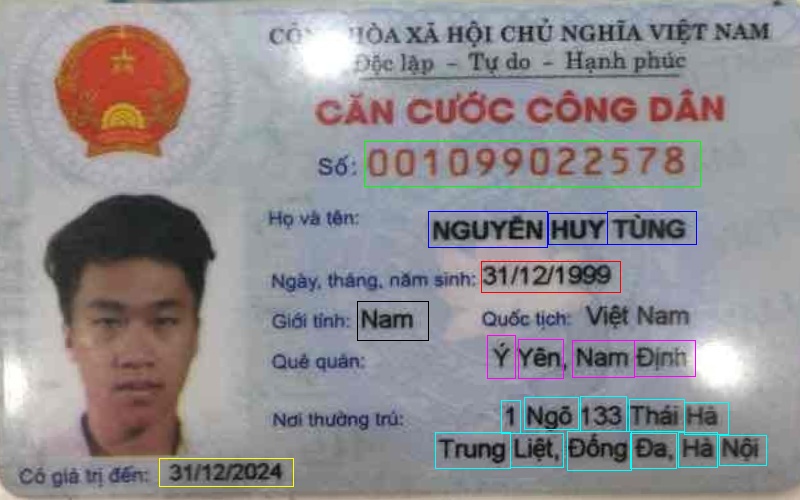 CỘNG HÒA XÃ HỘI CHỦ NGHĨA VIỆT NAM
Độc lập - Tự do - Hạnh phúc
CĂN CƯỚC CÔNG DÂN
Số: 001099022578
Họ và tên: NGUYỄN HUY TÙNG
Ngày, tháng, năm sinh: 31/12/1999
Giới tính: Nam Quốc tịch: Việt Nam
Quê quán: Ý Yên, Nam Định
Nơi thường trú: 1 Ngõ 133 Thái Hà
Trung Liệt, Đống Đa, Hà Nội
Có giá trị đến: 31/12/2024